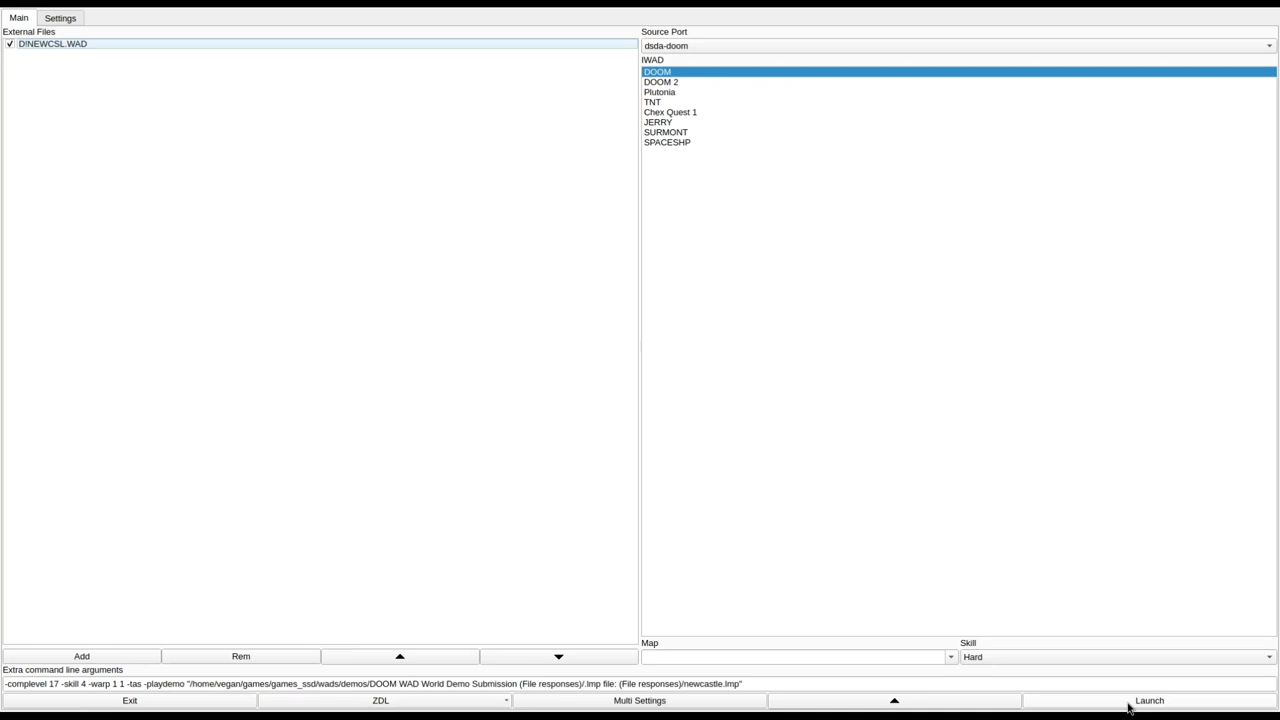 Main Settings
External Files
D!NEWCSL.WAD
Source Port
dsda-doom
IWAD
DOOM
DOOM 2
Plutonia
TNT
Chex Quest 1
JERRY
SURMONT
SPACESHP
Map Skill
Hard
Add Rem
Extra command line arguments
-complevel 17 -skill 4 -warp 1 1 -tas -playdemo "/home/vegan/games/games_ssd/wads/demos/DOOM WAD World Demo Submission (File responses)/.lmp file: (File responses)/newcastle.lmp"
Exit ZDL Multi Settings Launch